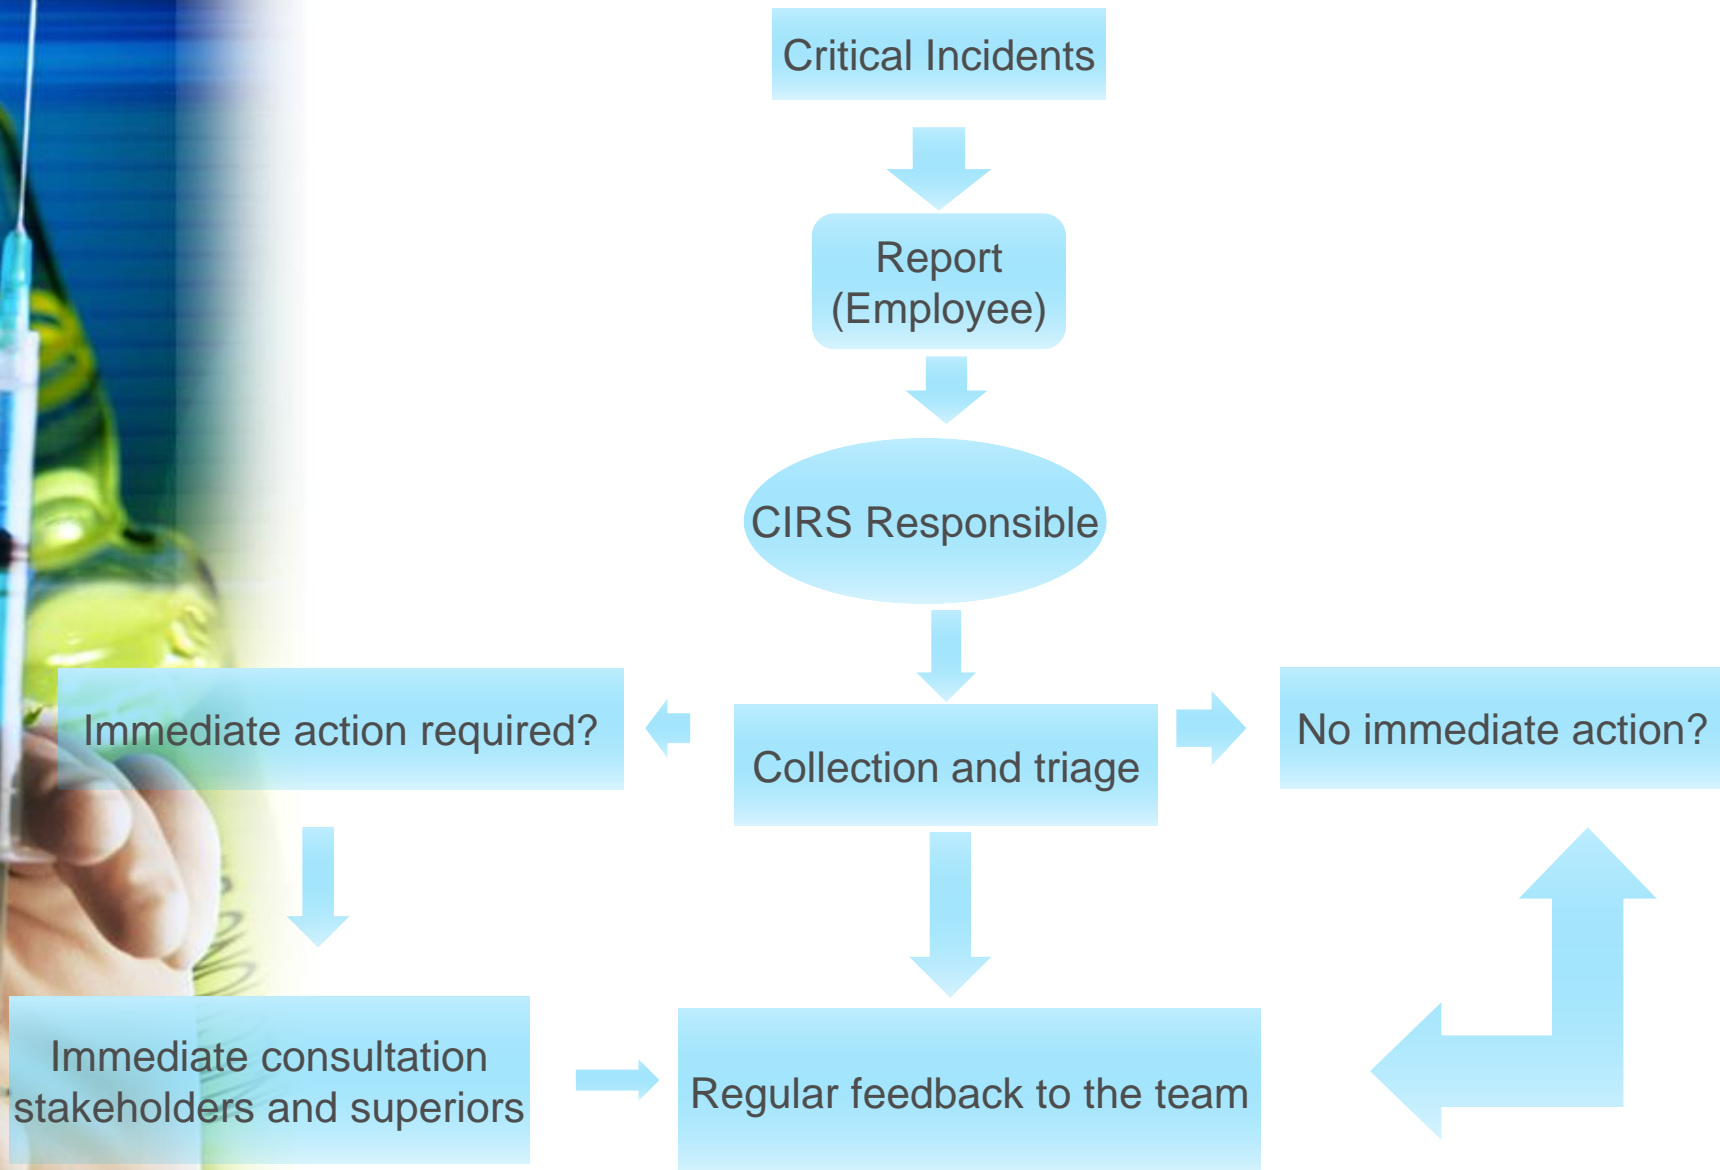 Critical Incidents
Report
(Employee)
CIRS Responsible
Immediate action required?
Collection and triage
No immediate action?
Immediate consultation
stakeholders and superiors
Regular feedback to the team